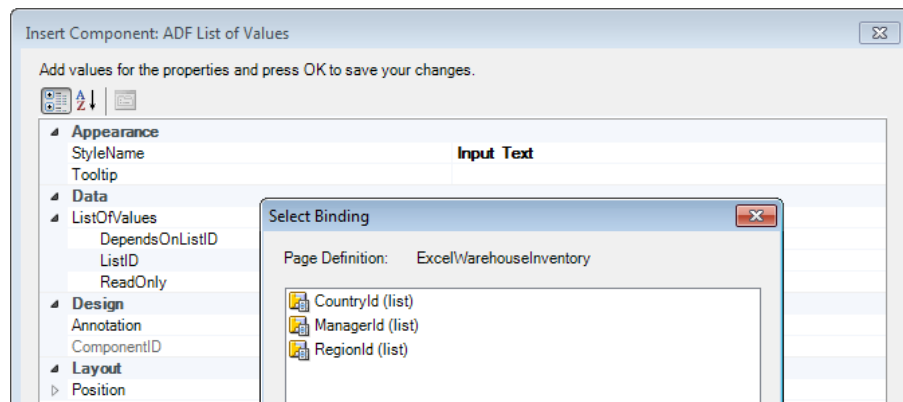 Insert Component: ADF List of Values
Add values for the properties and press OK to save your changes.
Appearance
StyleName Input Text
Tooltip
Data
ListOfValues
DependsOnListID
ListID
ReadOnly
Design
Annotation
ComponentID
Layout
Position
Select Binding
Page Definition: ExcelWarehouseInventory
CountryId (list)
ManagerId (list)
RegionId (list)